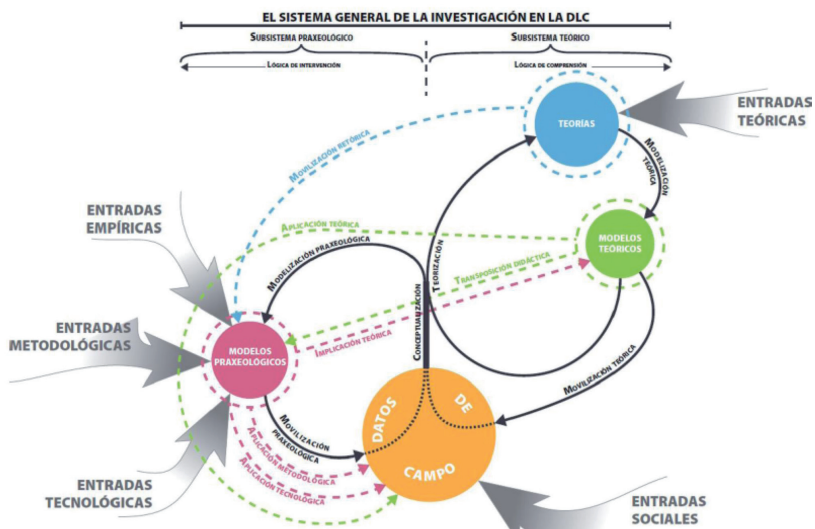 EL SISTEMA GENERAL DE LA INVESTIGACIÓN EN LA DLC
SUBSISTEMA PRAXEOLÓGICO
SUBSISTEMA TEÓRICO
LÓGICA DE INTERVENCIÓN
LÓGICA DE COMPRENSIÓN
TEORÍAS
ENTRADAS
TEÓRICAS
MOVILIZACIÓN RETÓRICA
MODELIZACIÓN
TEÓRICA
ENTRADAS
EMPÍRICAS
APLICACIÓN TEÓRICA
MODELIZACIÓN PRAXEOLÓGICA
TEORIZACIÓN
MODELOS
TEÓRICOS
TRANSPOSICIÓN DIDÁCTICA
CONCEPTUALIZACIÓN
ENTRADAS
METODOLÓGICAS
MODELOS
PRAXEOLÓGICOS
IMPLICACIÓN TEÓRICA
MOVILIZACIÓN TEÓRICA
MOVILIZACIÓN
PRAXEOLÓGICA
APLICACIÓN METODOLÓGICA
APLICACIÓN TECNOLÓGICA
DATOS
DE
CAMPO
ENTRADAS
TECNOLÓGICAS
ENTRADAS
SOCIALES